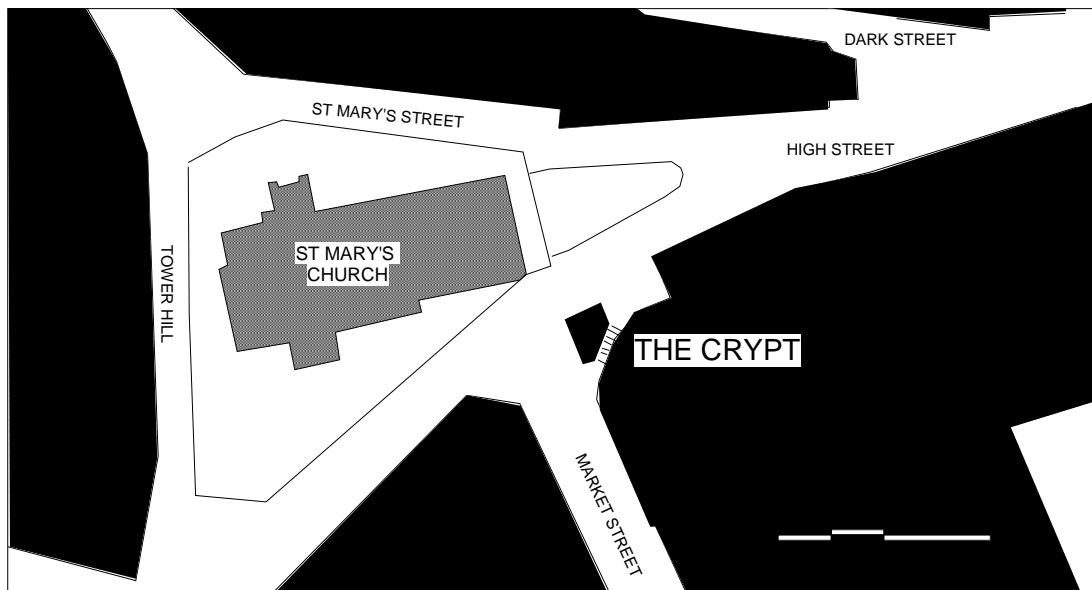 DARK STREET
ST MARY'S STREET
HIGH STREET
ST MARY'S
CHURCH
TOWER HILL
THE CRYPT
MARKET STREET